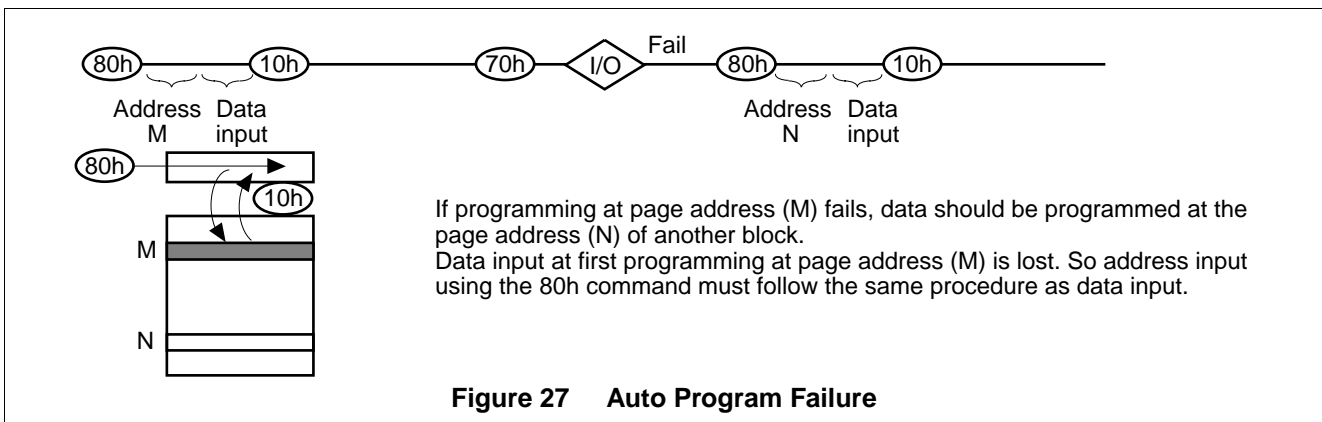 80h 10h 70h I/O Fail 80h 10h
Address Data Address Data
M input N input
80h
10h
M
N
If programming at page address (M) fails, data should be programmed at the
page address (N) of another block.
Data input at first programming at page address (M) is lost. So address input
using the 80h command must follow the same procedure as data input.
Figure 27 Auto Program Failure